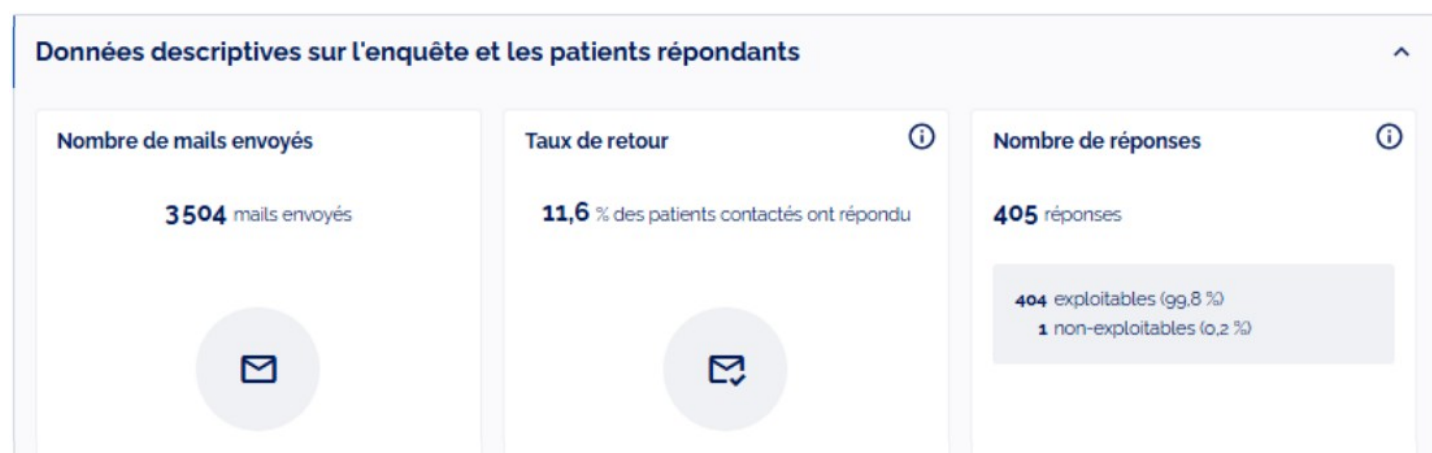 Données descriptives sur l'enquête et les patients répondants
Nombre de mails envoyés
3504 mails envoyés
Taux de retour
11,6 % des patients contactés ont répondu
Nombre de réponses
405 réponses
404 exploitables (99,8 %)
1 non-exploitables (0,2 %)